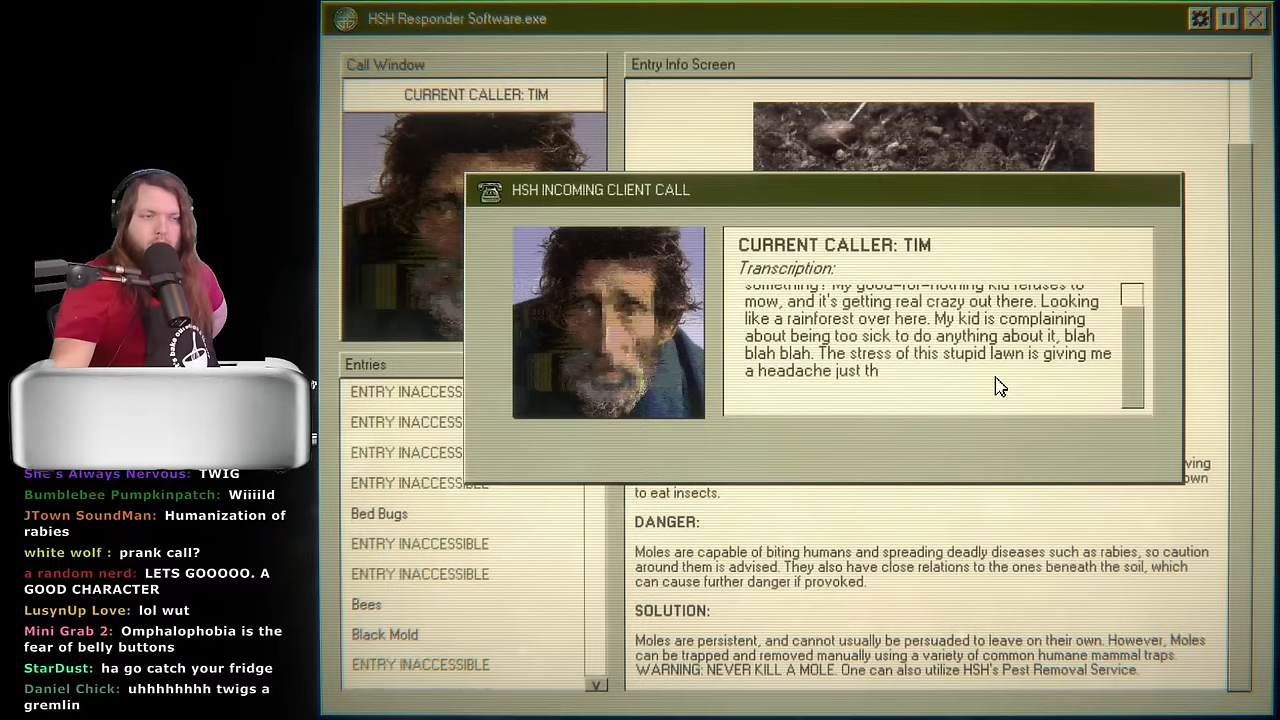 HSH Responder Software.exe
Call Window
CURRENT CALLER: TIM
Entry Info Screen
HSH INCOMING CLIENT CALL
CURRENT CALLER: TIM
Transcription:
something? My good-for-nothing kid refuses to
mow, and it's getting real crazy out there. Looking
like a rainforest over here. My kid is complaining
about being too sick to do anything about it, blah
blah blah. The stress of this stupid lawn is giving me
a headache just th
Entries
ENTRY INACCESS
ENTRY INACCESS
ENTRY INACCESS
ENTRY INACCESSIBLE
Bed Bugs
ENTRY INACCESSIBLE
ENTRY INACCESSIBLE
Bees
Black Mold
ENTRY INACCESSIBLE
V
ving
own
to eat insects.
DANGER:
Moles are capable of biting humans and spreading deadly diseases such as rabies, so caution
around them is advised. They also have close relations to the ones beneath the soil, which
can cause further danger if provoked.
SOLUTION:
Moles are persistent, and cannot usually be persuaded to leave on their own. However, Moles
can be trapped and removed manually using a variety of common humane mammal traps.
WARNING: NEVER KILL A MOLE. One can also utilize HSH's Pest Removal Service.
She's Always Nervous: TWIG
Bumblebee Pumpkinpatch: Wiiiild
JTown SoundMan: Humanization of
rabies
white wolf : prank call?
a random nerd: LETS GOOOOO. A
GOOD CHARACTER
LusynUp Love: lol wut
Mini Grab 2: Omphalophobia is the
fear of belly buttons
StarDust: ha go catch your fridge
Daniel Chick: uhhhhhhhh twigs a
gremlin